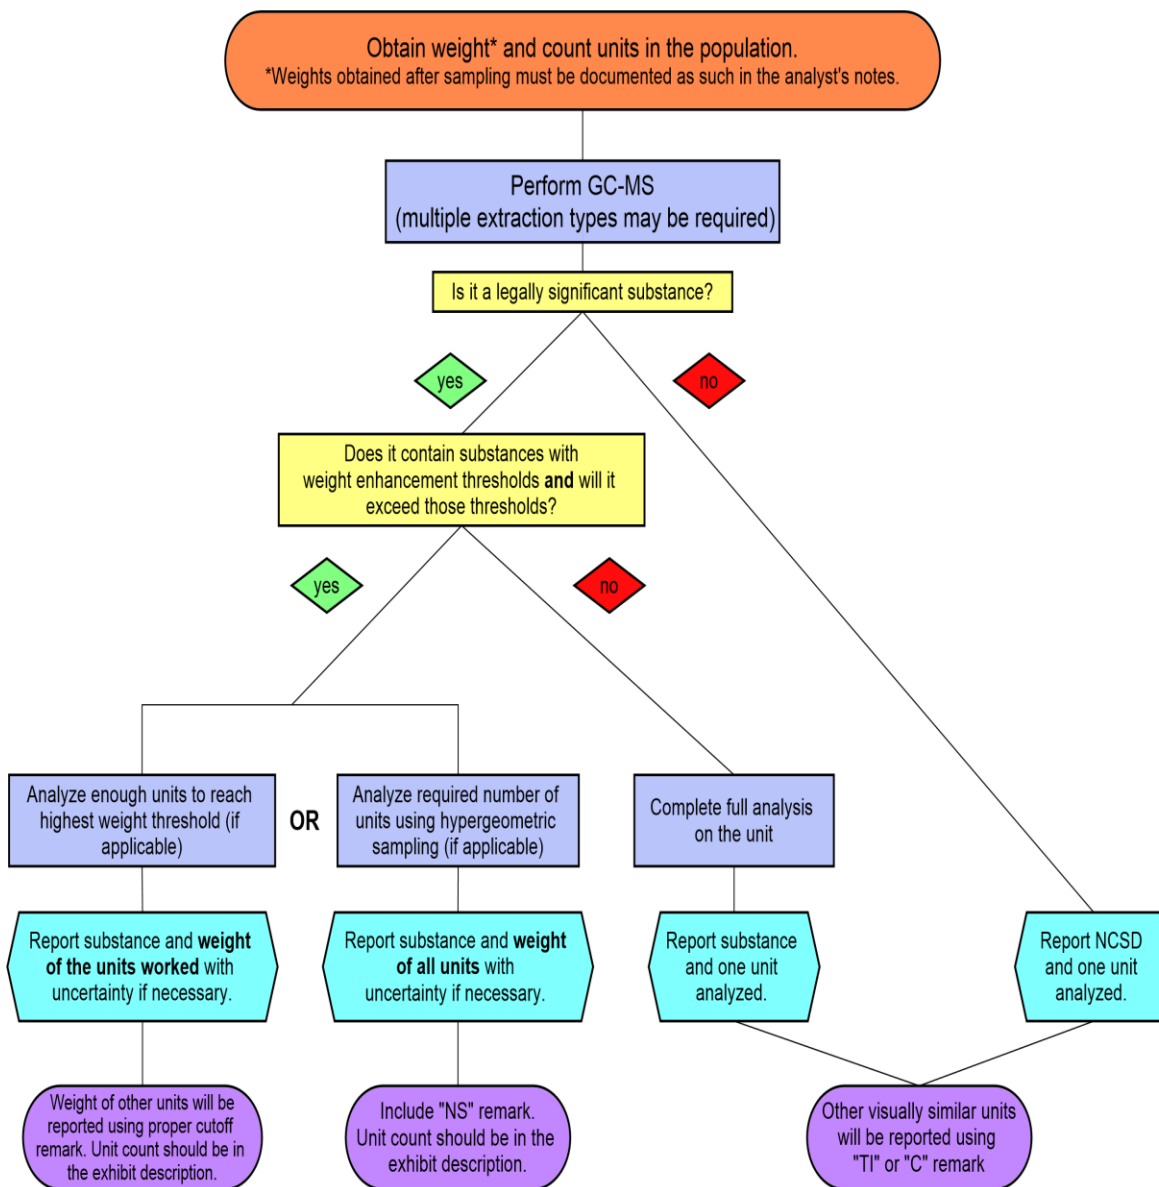 Obtain weight* and count units in the population.
*Weights obtained after sampling must be documented as such in the analyst's notes.
Perform GC-MS
(multiple extraction types may be required)
Is it a legally significant substance?
yes
no
Does it contain substances with
weight enhancement thresholds and will it
exceed those thresholds?
yes
no
Analyze enough units to reach
highest weight threshold (if
applicable)
OR
Analyze required number of
units using hypergeometric
sampling (if applicable)
Complete full analysis
on the unit
Report substance and weight
of the units worked with
uncertainty if necessary.
Report substance and weight
of all units with
uncertainty if necessary.
Report substance
and one unit
analyzed.
Report NCSD
and one unit
analyzed.
Weight of other units will be
reported using proper cutoff
remark. Unit count should be in
the exhibit description.
Include "NS" remark.
Unit count should be in the
exhibit description.
Other visually similar units
will be reported using
"TI" or "C" remark